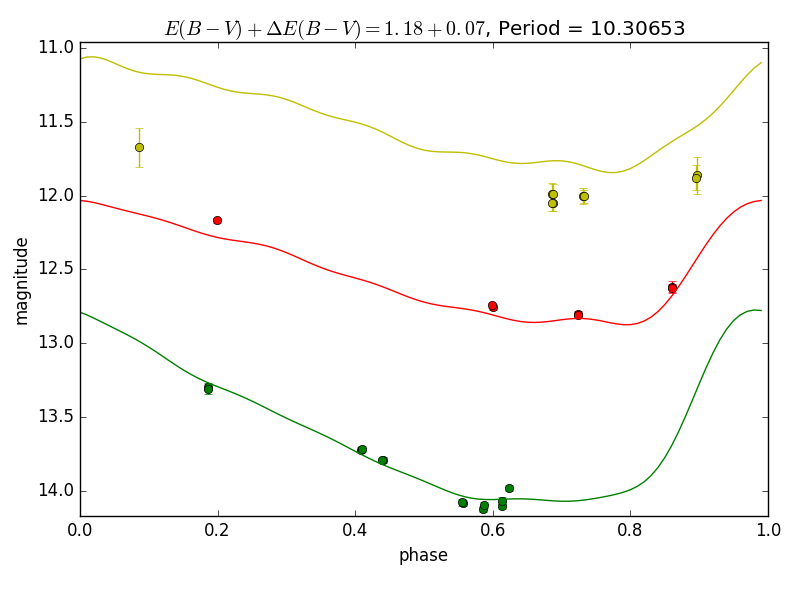 E(B − V) + ΔE(B − V) = 1.18 + 0.07, Period = 10.30653
11.0
11.5
12.0
12.5
13.0
13.5
14.0
magnitude
0.0 0.2 0.4 0.6 0.8 1.0
phase